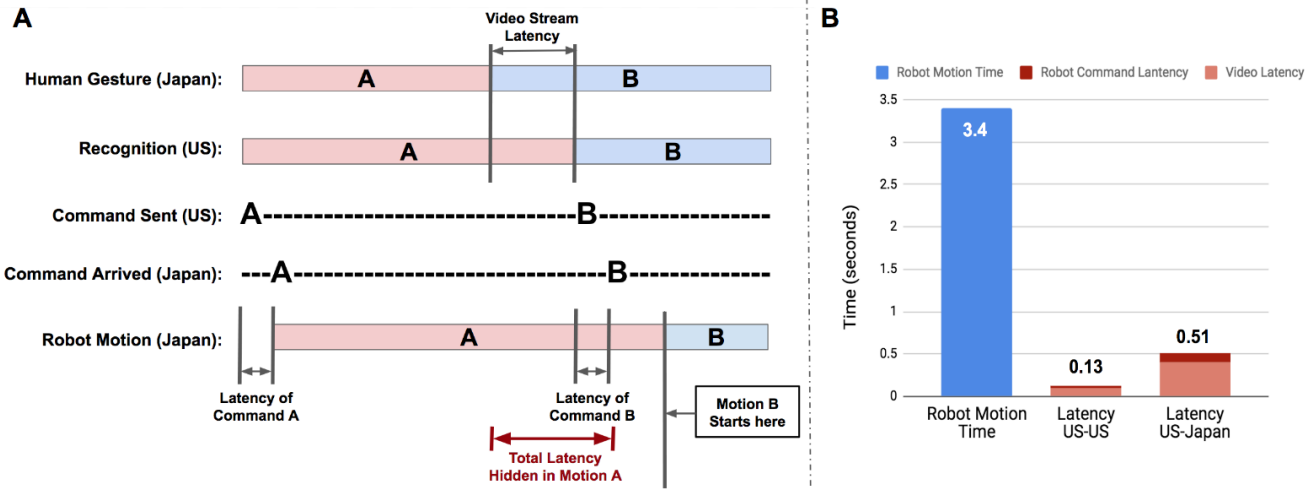 A
Video Stream
Latency
Human Gesture (Japan):
A
B
Recognition (US):
A
B
Command Sent (US):
A
B
Command Arrived (Japan):
A
B
Robot Motion (Japan):
A
B
Latency of
Command A
Latency of
Command B
Motion B
Starts here
Total Latency
Hidden in Motion A
B
Robot Motion Time
Robot Command Lantency
Video Latency
Time (seconds)
3.5
3
2.5
2
1.5
1
0.5
0
3.4
0.13
0.51
Robot Motion
Time
Latency
US-US
Latency
US-Japan